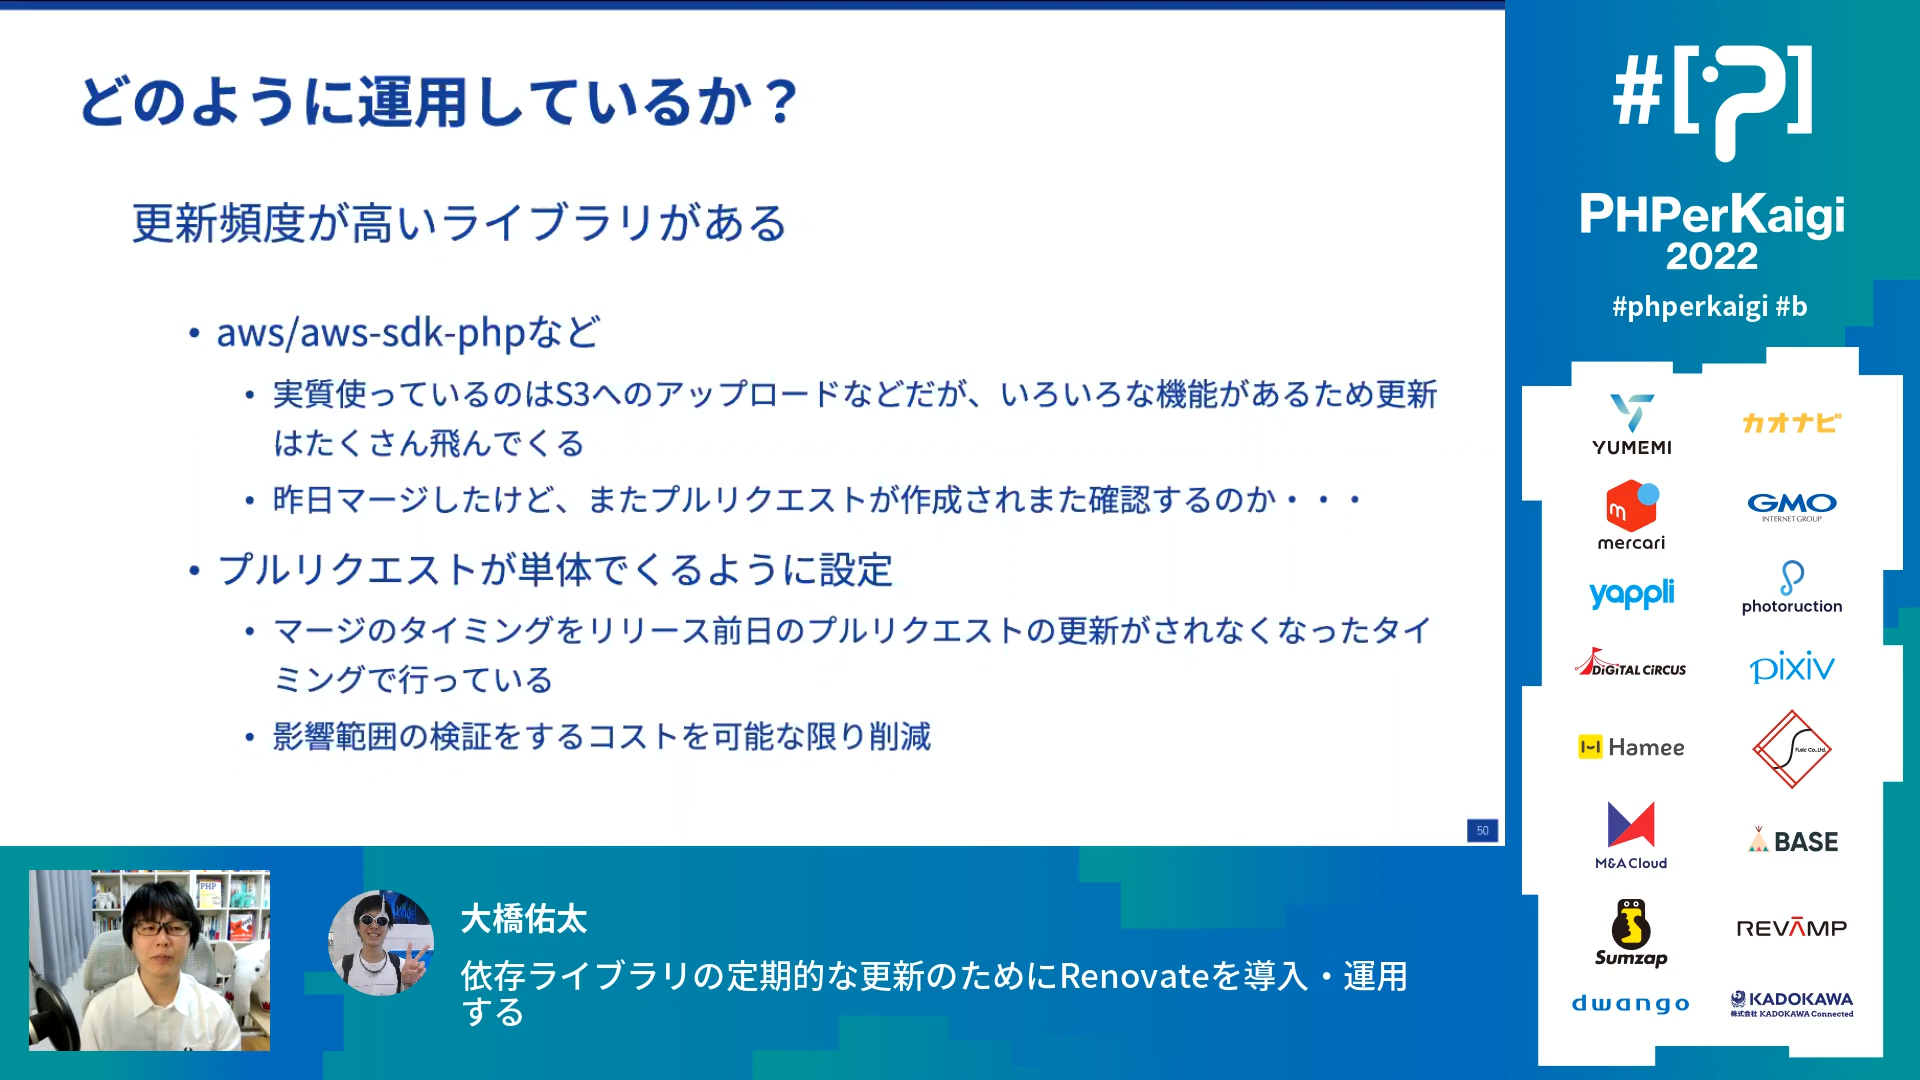 どのように運用しているか？
更新頻度が高いライブラリがある
• aws/aws-sdk-phpなど
• 実質使っているのはS3へのアップロードなどだが、いろいろな機能があるため更新
はたくさん飛んでくる
• 昨日マージしたけど、またプルリクエストが作成されまた確認するのか・・・
• プルリクエストが単体でくるように設定
• マージのタイミングをリリース前日のプルリクエストの更新がされなくなったタイ
ミングで行っている
• 影響範囲の検証をするコストを可能な限り削減
50
PHP
大橋佑太
依存ライブラリの定期的な更新のためにRenovateを導入・運用
する
#[P]
PHPerKaigi
2022
#phperkaigi #b
YUMEMI
カオナビ
m
mercari
GMO
INTERNET GROUP
yappli
photoruction
DiGiTAL CiRCUS
pixiv
Hamee
Fusic Co.,Ltd.
M&A Cloud
BASE
Sumzap
REVAMP
dwango
KADOKAWA
株式会社 KADOKAWA Connected